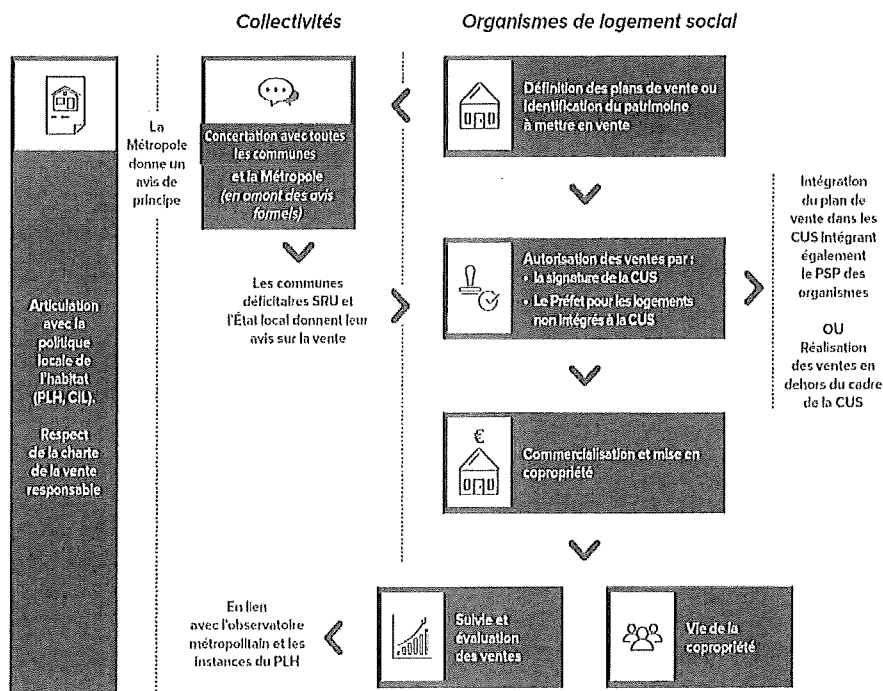 Collectivités
Organismes de logement social
La
Métropole
donne un
avis de
principe
Articulation
avec la
politique
locale de
l'habitat
(PLH, CIL).
Respect
de la charte
de la vente
responsable
Concertation avec toutes
les communes
et la Métropole
(en amont des avis
formels)
Les communes
déficitaires SRU et
l'État local donnent leur
avis sur la vente
Définition des plans de vente ou
identification du patrimoine
à mettre en vente
Autorisation des ventes par :
• la signature de la CUS
• Le Préfet pour les logements
non intégrés à la CUS
Intégration
du plan de
vente dans les
CUS intégrant
également
le PSP des
organismes
OU
Réalisation
des ventes en
dehors du cadre
de la CUS
€
Commercialisation et mise en
copropriété
En lien
avec l'observatoire
métropolitain et les
instances du PLH
Suivie et
évaluation
des ventes
Vie de la
copropriété